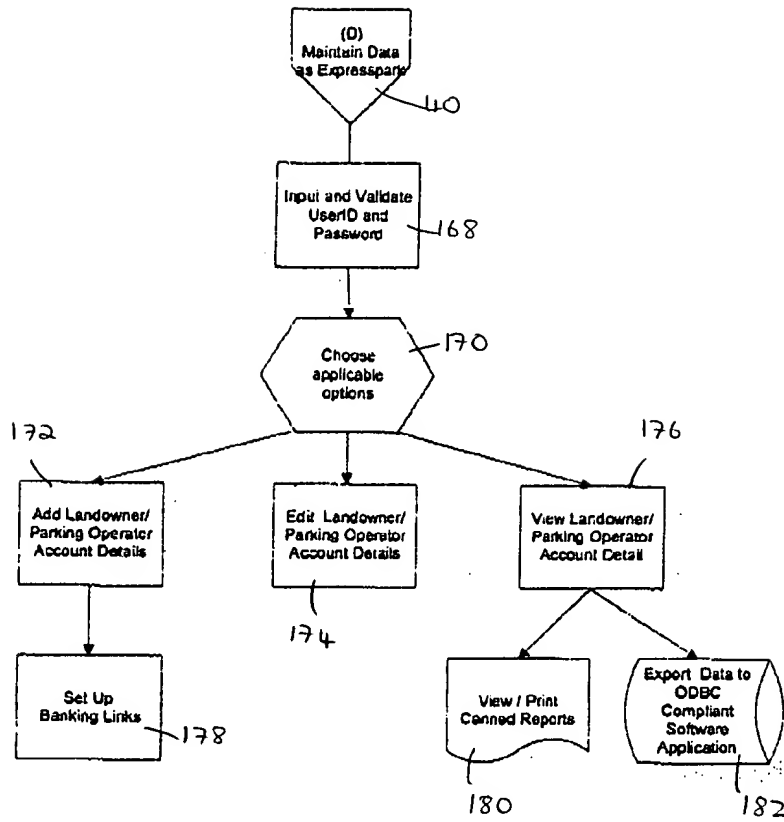 (D)
Maintain Data
as Expresspark
40
Input and Validate
UserID and
Password
168
Choose
applicable
options
170
172
Add Landowner/
Parking Operator
Account Details
Edit Landowner/
Parking Operator
Account Details
174
176
View Landowner/
Parking Operator
Account Detail
Set Up
Banking Links
178
View / Print
Canned Reports
180
Export Data to
ODBC
Compliant
Software
Application
182